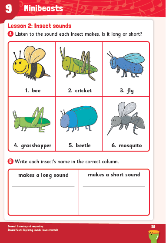 9 Minibeasts
Lesson 2: Insect sounds
A Listen to the sound each insect makes. Is it long or short?
1. bee
2. cricket
3. fly
4. grasshopper
5. beetle
6. mosquito
B Write each insect's name in the correct column.
makes a long sound
makes a short sound